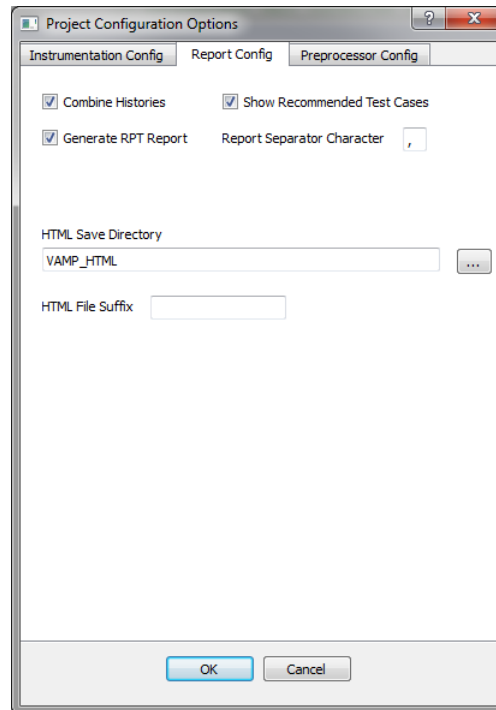 Project Configuration Options
Instrumentation Config Report Config Preprocessor Config
Combine Histories Show Recommended Test Cases
Generate RPT Report Report Separator Character ,
HTML Save Directory
VAMP_HTML ...
HTML File Suffix
OK Cancel